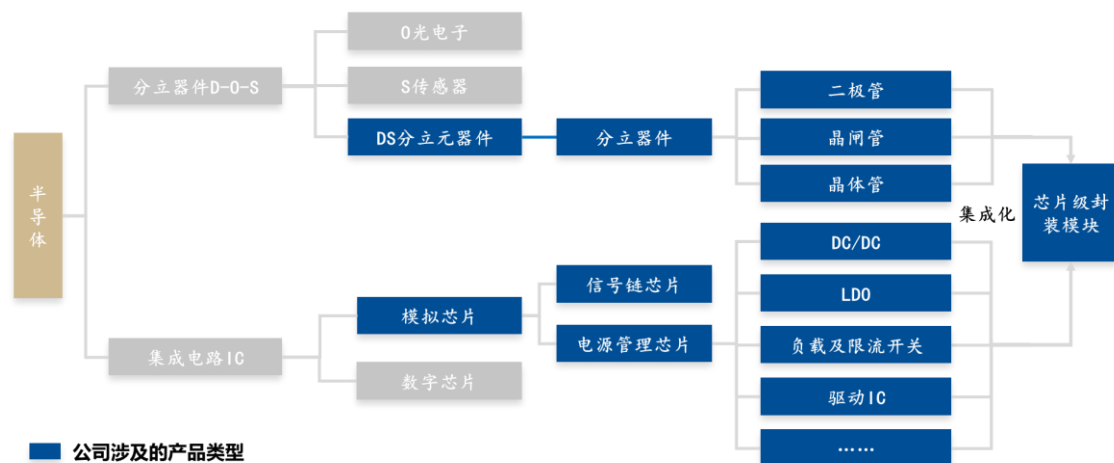 O光电子
分立器件D-O-S
S传感器
DS分立元器件
分立器件
二极管
晶闸管
晶体管
半
导
体
集成化
芯片级封
装模块
DC/DC
信号链芯片
LDO
模拟芯片
电源管理芯片
负载及限流开关
集成电路IC
数字芯片
驱动IC
……
公司涉及的产品类型